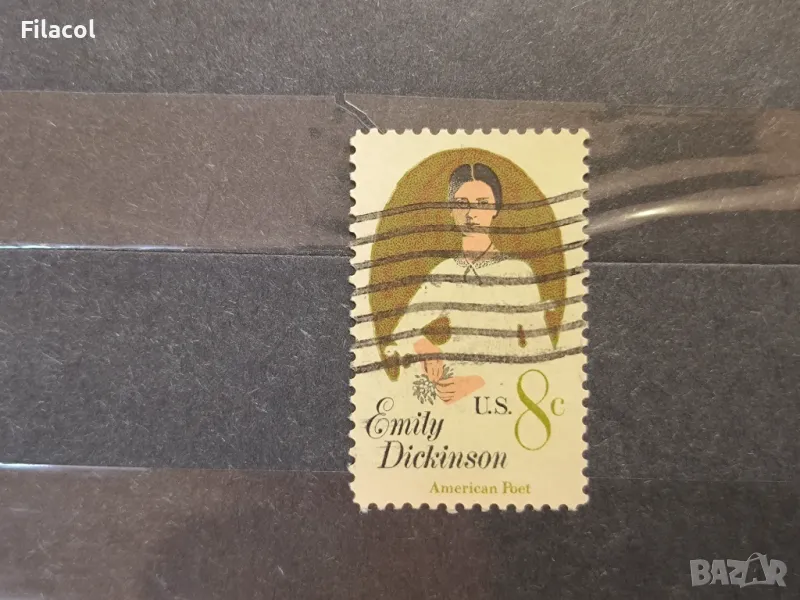 Filacol
U.S. 8c
Emily
Dickinson
American Poet
BAZAR